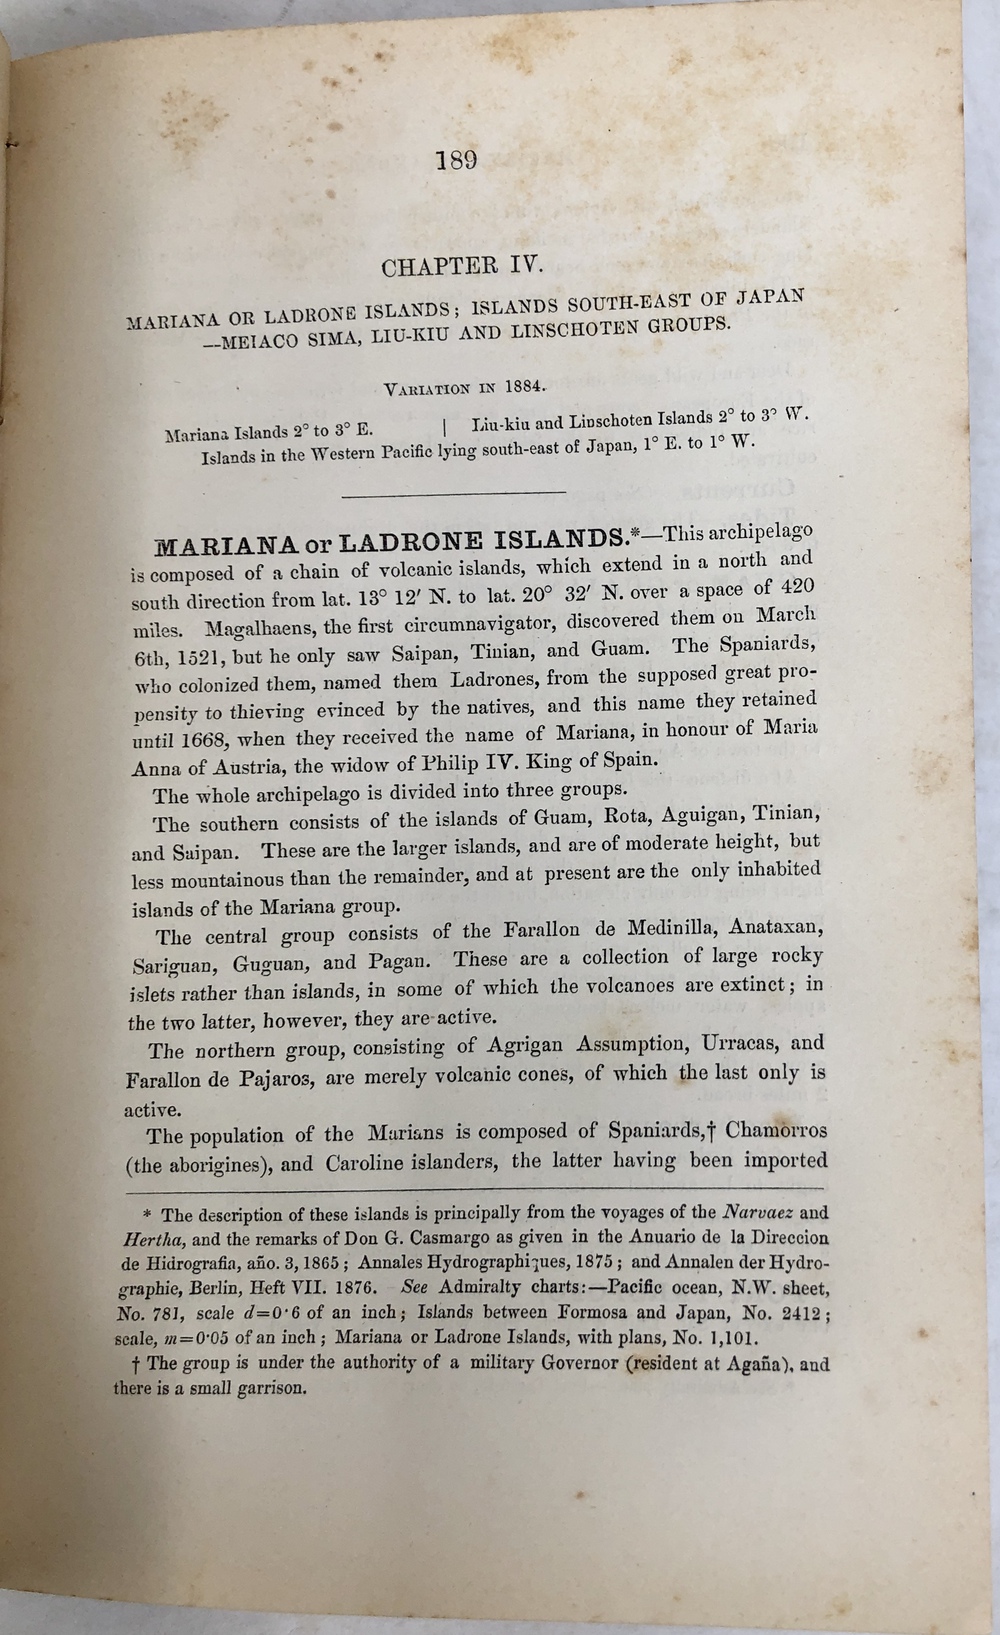 189
CHAPTER IV.
MARIANA OR LADRONE ISLANDS; ISLANDS SOUTH-EAST OF JAPAN
—MEIACO SIMA, LIU-KIU AND LINSCHOTEN GROUPS.
VARIATION IN 1884.
Mariana Islands 2° to 3° E. | Liu-kiu and Linschoten Islands 2° to 3° W.
Islands in the Western Pacific lying south-east of Japan, 1° E. to 1° W.
MARIANA or LADRONE ISLANDS.*—This archipelago
is composed of a chain of volcanic islands, which extend in a north and
south direction from lat. 13° 12′ N. to lat. 20° 32′ N. over a space of 420
miles. Magalhaens, the first circumnavigator, discovered them on March
6th, 1521, but he only saw Saipan, Tinian, and Guam. The Spaniards,
who colonized them, named them Ladrones, from the supposed great pro-
pensity to thieving evinced by the natives, and this name they retained
until 1668, when they received the name of Mariana, in honour of Maria
Anna of Austria, the widow of Philip IV. King of Spain.
The whole archipelago is divided into three groups.
The southern consists of the islands of Guam, Rota, Aguigan, Tinian,
and Saipan. These are the larger islands, and are of moderate height, but
less mountainous than the remainder, and at present are the only inhabited
islands of the Mariana group.
The central group consists of the Farallon de Medinilla, Anataxan,
Sariguan, Guguan, and Pagan. These are a collection of large rocky
islets rather than islands, in some of which the volcanoes are extinct; in
the two latter, however, they are active.
The northern group, consisting of Agrigan Assumption, Urracas, and
Farallon de Pajaros, are merely volcanic cones, of which the last only is
active.
The population of the Marians is composed of Spaniards,† Chamorros
(the aborigines), and Caroline islanders, the latter having been imported
* The description of these islands is principally from the voyages of the Narvaez and
Hertha, and the remarks of Don G. Casmargo as given in the Anuario de la Direccion
de Hidrografia, año. 3, 1865; Annales Hydrographiques, 1875; and Annalen der Hydro-
graphie, Berlin, Heft VII. 1876. See Admiralty charts:—Pacific ocean, N.W. sheet,
No. 781, scale d=0·6 of an inch; Islands between Formosa and Japan, No. 2412;
scale, m=0·05 of an inch; Mariana or Ladrone Islands, with plans, No. 1,101.
† The group is under the authority of a military Governor (resident at Agaña), and
there is a small garrison.